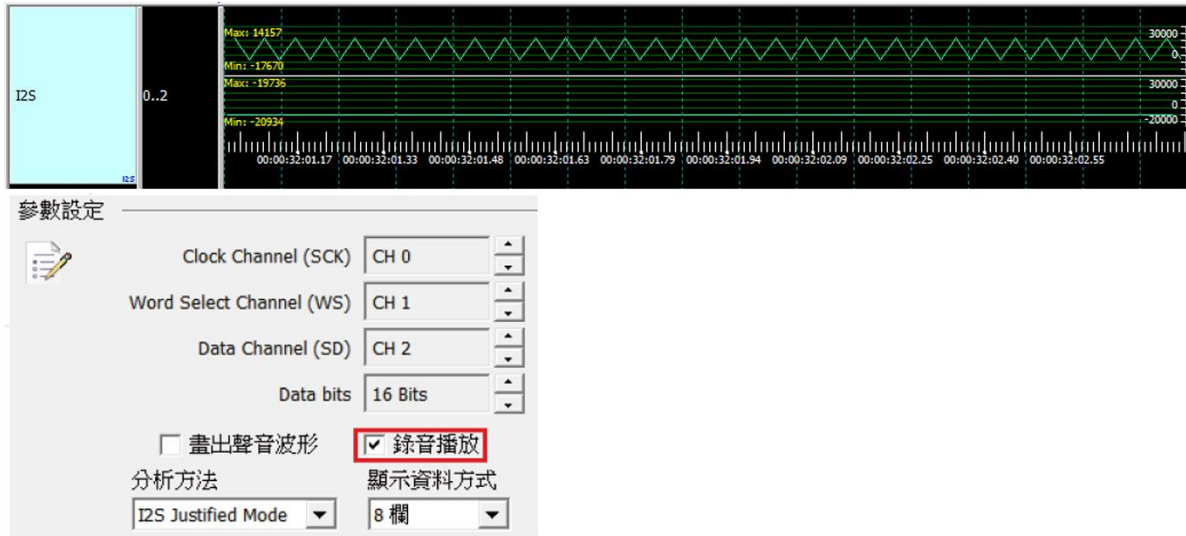 Max: 14157
30000
0
Min: -17670
Max: -19736
30000
I2S
0..2
0
Min: -20934
-20000
00:00:32:01.17 00:00:32:01.33 00:00:32:01.48 00:00:32:01.63 00:00:32:01.79 00:00:32:01.94 00:00:32:02.09 00:00:32:02.25 00:00:32:02.40 00:00:32:02.55
I2S
參數設定
Clock Channel (SCK) CH 0
Word Select Channel (WS) CH 1
Data Channel (SD) CH 2
Data bits 16 Bits
畫出聲音波形 錄音播放
分析方法 顯示資料方式
I2S Justified Mode 8 欄